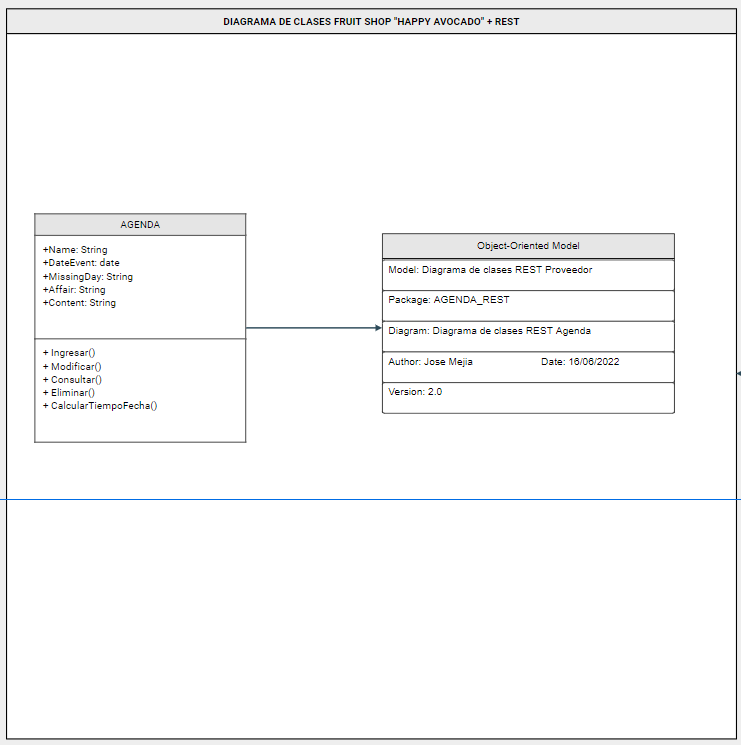 DIAGRAMA DE CLASES FRUIT SHOP "HAPPY AVOCADO" + REST
AGENDA
+Name: String
+DateEvent: date
+MissingDay: String
+Affair: String
+Content: String
+ Ingresar()
+ Modificar()
+ Consultar()
+ Eliminar()
+ CalcularTiempoFecha()
Object-Oriented Model
Model: Diagrama de clases REST Proveedor
Package: AGENDA_REST
Diagram: Diagrama de clases REST Agenda
Author: Jose Mejia Date: 16/06/2022
Version: 2.0